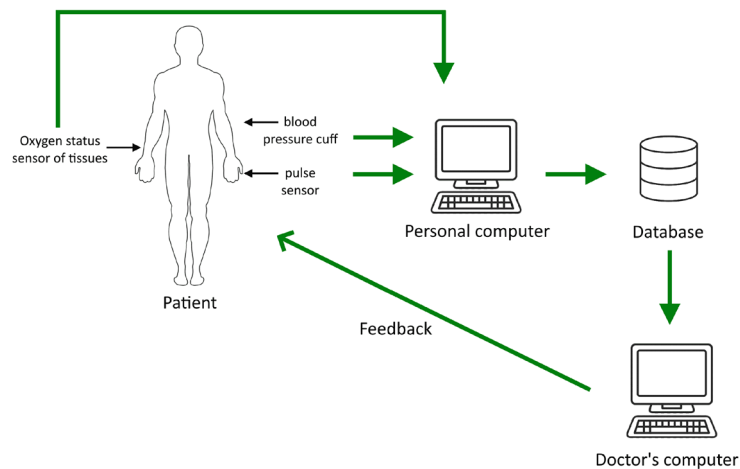 Oxygen status
sensor of tissues
blood
pressure cuff
pulse
sensor
Patient
Personal computer
Database
Feedback
Doctor's computer